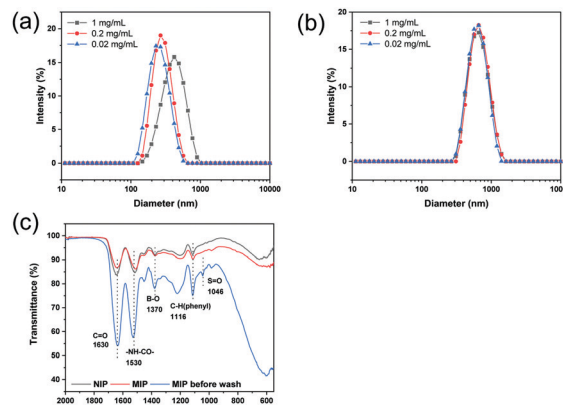 (a)
1 mg/mL
0.2 mg/mL
0.02 mg/mL
Intensity (%)
20
15
10
5
0
10
100
1000
10000
Diameter (nm)
(b)
1 mg/mL
0.2 mg/mL
0.02 mg/mL
Intensity (%)
20
15
10
5
0
10
100
1000
100
Diameter (nm)
(c)
Transmittance (%)
100
90
80
70
60
50
40
C=O
1630
-NH-CO-
1530
B-O
1370
C-H(phenyl)
1116
S=O
1046
NIP
MIP
MIP before wash
2000
1800
1600
1400
1200
1000
800
600